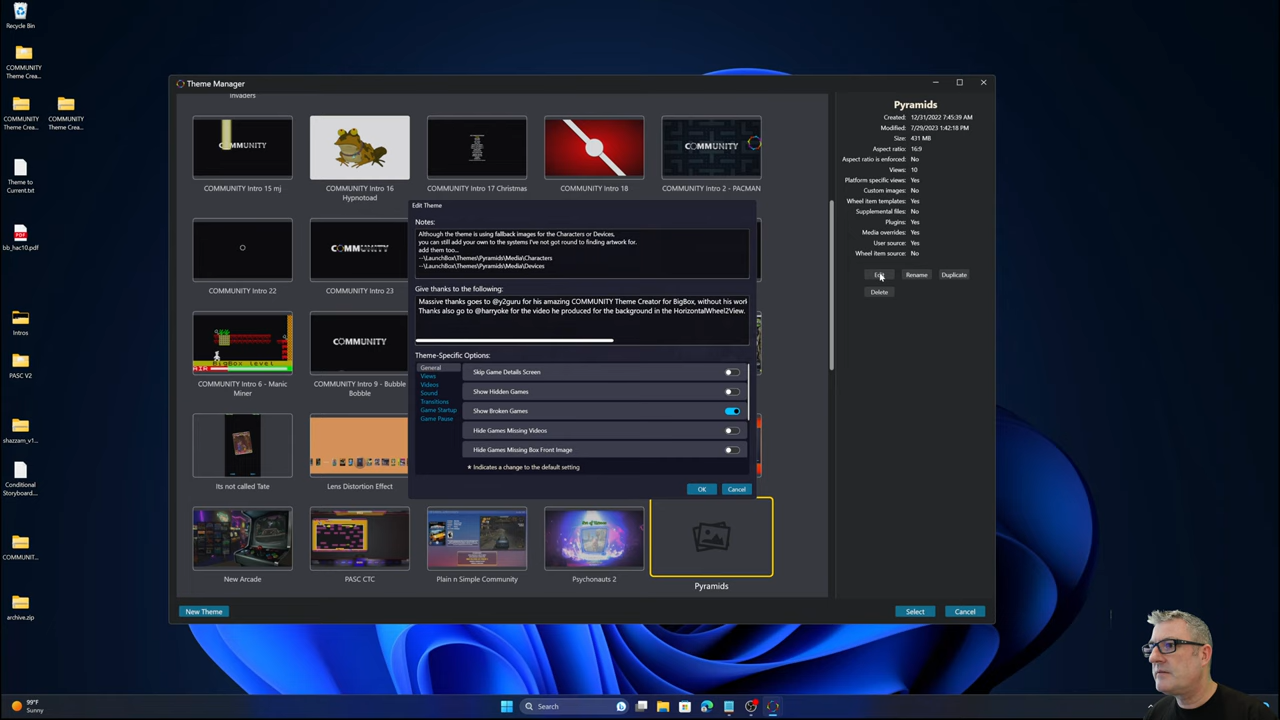 Recycle Bin
COMMUNITY
Theme Crea...
COMMUNITY
Theme Crea...
COMMUNITY
Theme Crea...
Theme to
Current.txt
bb_hac10.pdf
Intros
PASC V2
shazzam_v1...
Conditional
Storyboard...
COMMUNIT...
archive.zip
Theme Manager
Invaders
COMMUNITY
COMMUNITY Intro 15 mj
COMMUNITY Intro 16
Hypnotoad
COMMUNITY Intro 17 Christmas
COMMUNITY Intro 18
COMMUNITY
COMMUNITY Intro 2 - PACMAN
COMMUNITY Intro 22
COMMUNITY
COMMUNITY Intro 23
BIGBOX level
AIR
COMMUNITY Intro 6 - Manic
Miner
COMMUNITY
COMMUNITY Intro 9 - Bubble
Bobble
Its not called Tate
Lens Distortion Effect
New Arcade
PASC CTC
Plain n Simple Community
Psychonauts 2
Pyramids
New Theme
Select
Cancel
Edit Theme
Notes:
Although the theme is using fallback images for the Characters or Devices,
you can still add your own to the systems I've not got round to finding artwork for.
add them too...
--\LaunchBox\Themes\Pyramids\Media\Characters
--\LaunchBox\Themes\Pyramids\Media\Devices
Give thanks to the following:
Massive thanks goes to @y2guru for his amazing COMMUNITY Theme Creator for BigBox, without his work
Thanks also go to @harryoke for the video he produced for the background in the HorizontalWheel2View.
Theme-Specific Options:
General
Views
Videos
Sound
Transitions
Game Startup
Game Pause
Skip Game Details Screen
Show Hidden Games
Show Broken Games
Hide Games Missing Videos
Hide Games Missing Box Front Image
* Indicates a change to the default setting
OK
Cancel
Pyramids
Created: 12/31/2022 7:45:39 AM
Modified: 7/29/2023 1:42:18 PM
Size: 431 MB
Aspect ratio: 16:9
Aspect ratio is enforced: No
Views: 10
Platform specific views: Yes
Custom images: No
Wheel item templates: Yes
Supplemental files: No
Plugins: Yes
Media overrides: Yes
User source: Yes
Wheel item source: No
Edit
Rename
Duplicate
Delete
99°F
Sunny
Search